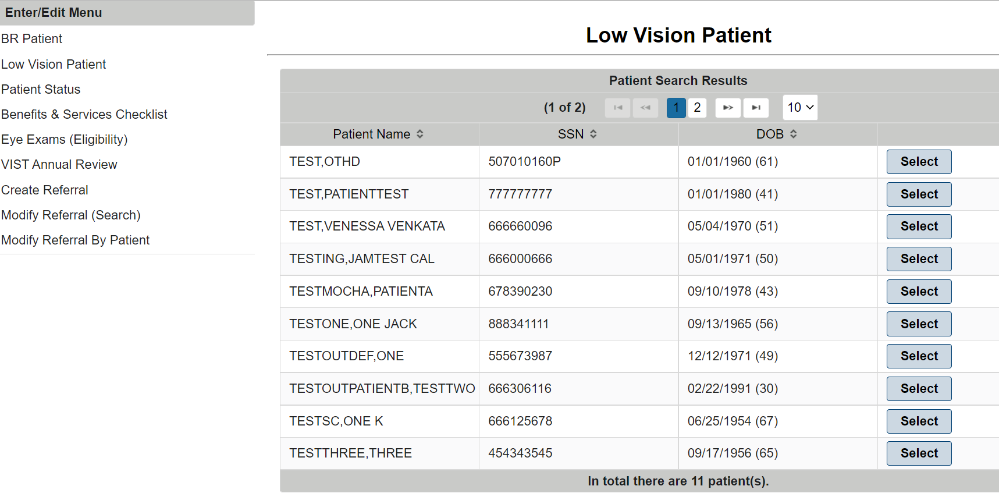 Enter/Edit Menu
BR Patient
Low Vision Patient
Patient Status
Benefits & Services Checklist
Eye Exams (Eligibility)
VIST Annual Review
Create Referral
Modify Referral (Search)
Modify Referral By Patient
Low Vision Patient
Patient Search Results
(1 of 2) 1 2 10
Patient Name SSN DOB
TEST,OTHD 507010160P 01/01/1960 (61) Select
TEST,PATIENTTEST 777777777 01/01/1980 (41) Select
TEST,VENESSA VENKATA 666660096 05/04/1970 (51) Select
TESTING,JAMTEST CAL 666000666 05/01/1971 (50) Select
TESTMOCHA,PATIENTA 678390230 09/10/1978 (43) Select
TESTONE,ONE JACK 888341111 09/13/1965 (56) Select
TESTOUTDEF,ONE 555673987 12/12/1971 (49) Select
TESTOUTPATIENTB,TESTTWO 666306116 02/22/1991 (30) Select
TESTSC,ONE K 666125678 06/25/1954 (67) Select
TESTTHREE,THREE 454343545 09/17/1956 (65) Select
In total there are 11 patient(s).